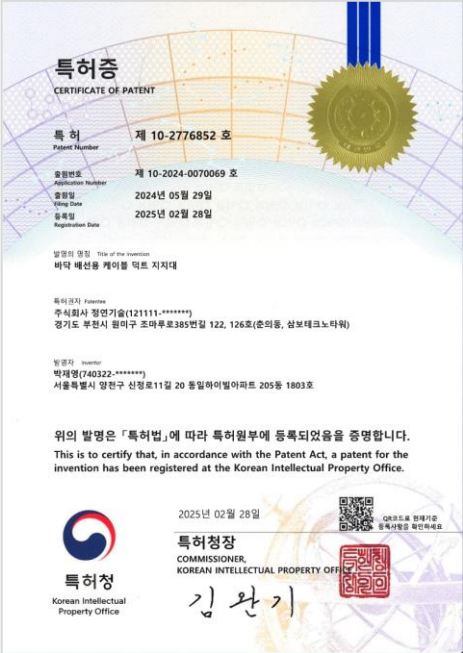 특허증
CERTIFICATE OF PATENT
특 허 제 10-2776852 호
Patent Number
출원번호 제 10-2024-0070069 호
Application Number
출원일 2024년 05월 29일
Filing Date
등록일 2025년 02월 28일
Registration Date
발명의 명칭 Title of the Invention
바닥 배선용 케이블 덕트 지지대
특허권자 Patentee
주식회사 정연기술(121111-*******)
경기도 부천시 원미구 조마루로385번길 122, 126호(춘의동, 삼보테크노타워)
발명자 Inventor
박재영(740322-*******)
서울특별시 양천구 신정로11길 20 동일하이빌아파트 205동 1803호
위의 발명은 「특허법」에 따라 특허원부에 등록되었음을 증명합니다.
This is to certify that, in accordance with the Patent Act, a patent for the
invention has been registered at the Korean Intellectual Property Office.
2025년 02월 28일
QR코드로 현재기준
등록사항을 확인하세요
특허청장
COMMISSIONER,
KOREAN INTELLECTUAL PROPERTY OFFICE
김완기
특허청
Korean Intellectual
Property Office